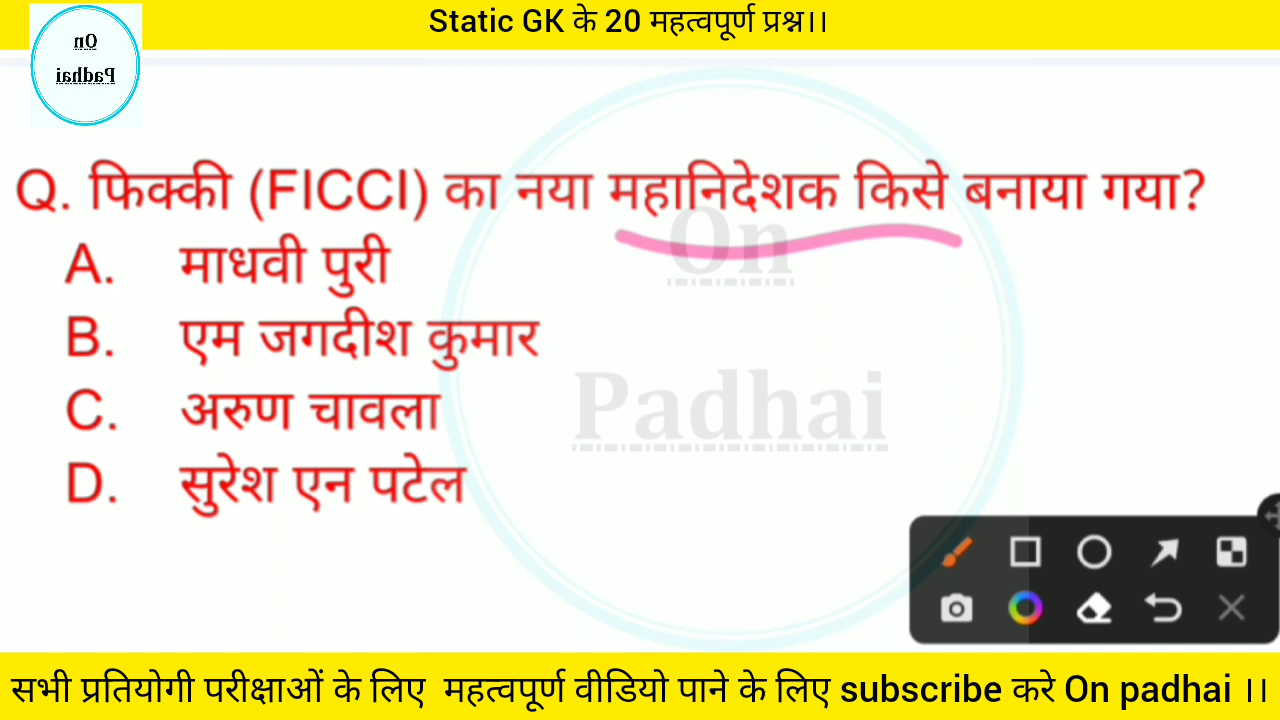 Static GK के 20 महत्वपूर्ण प्रश्न।।
On
Padhai
Q. फिक्की (FICCI) का नया महानिदेशक किसे बनाया गया?
A. माधवी पुरी
B. एम जगदीश कुमार
C. अरुण चावला
D. सुरेश एन पटेल
On
Padhai
सभी प्रतियोगी परीक्षाओं के लिए महत्वपूर्ण वीडियो पाने के लिए subscribe करे On padhai ।।